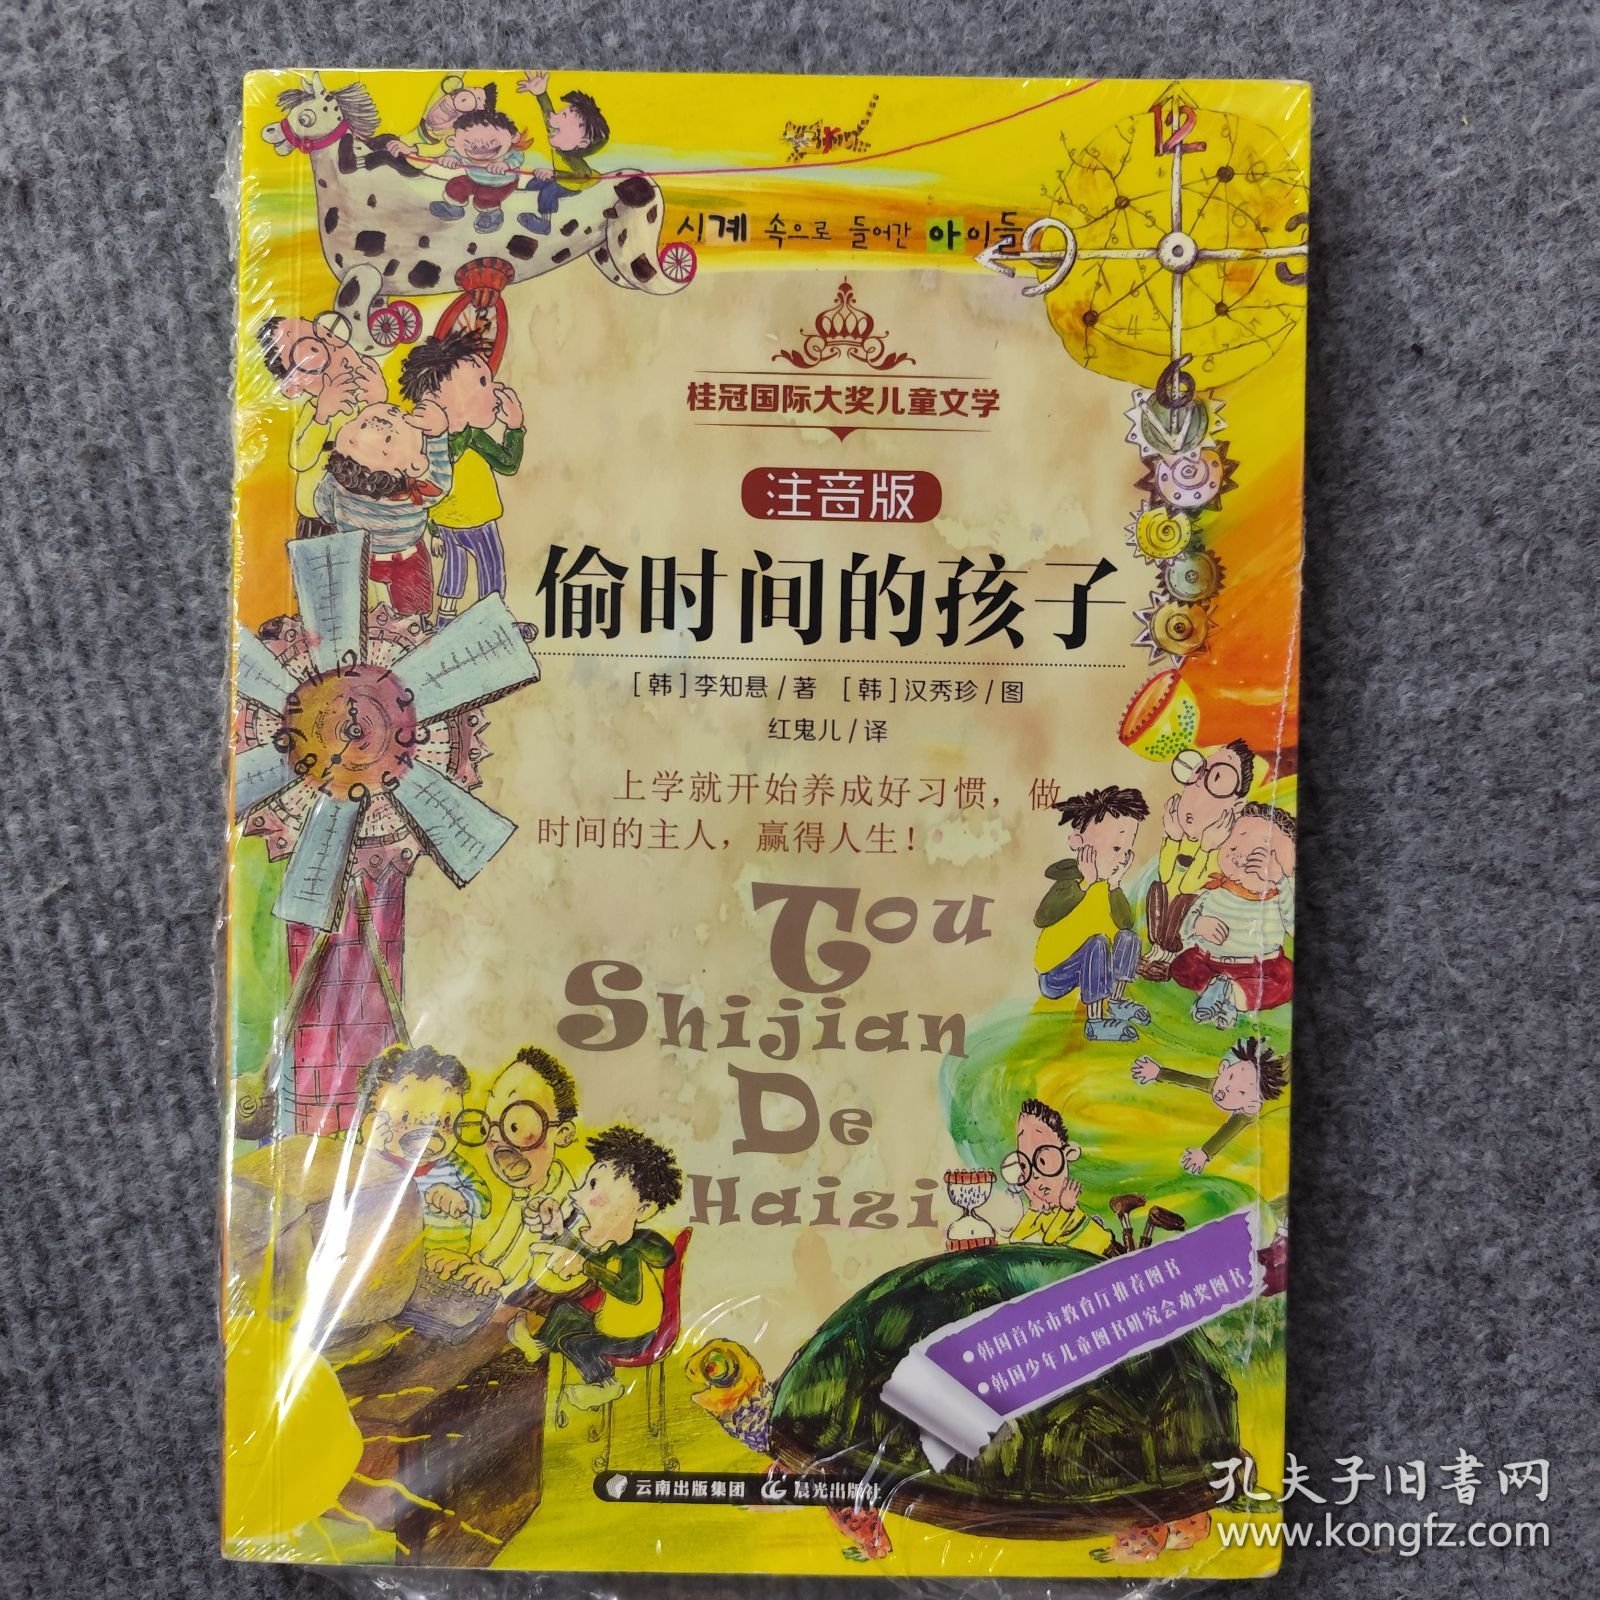 시계 속으로 들어간 아이들
桂冠国际大奖儿童文学
注音版
偷时间的孩子
[韩]李知悬/著 [韩]汉秀珍/图
红鬼儿/译
上学就开始养成好习惯，做
时间的主人，赢得人生！
Tou
Shijian
De
Haizi
●韩国首尔市教育厅推荐图书
●韩国少年儿童图书研究会劝奖图书
云南出版集团 晨光出版社
孔夫子旧书网
www.kongfz.com